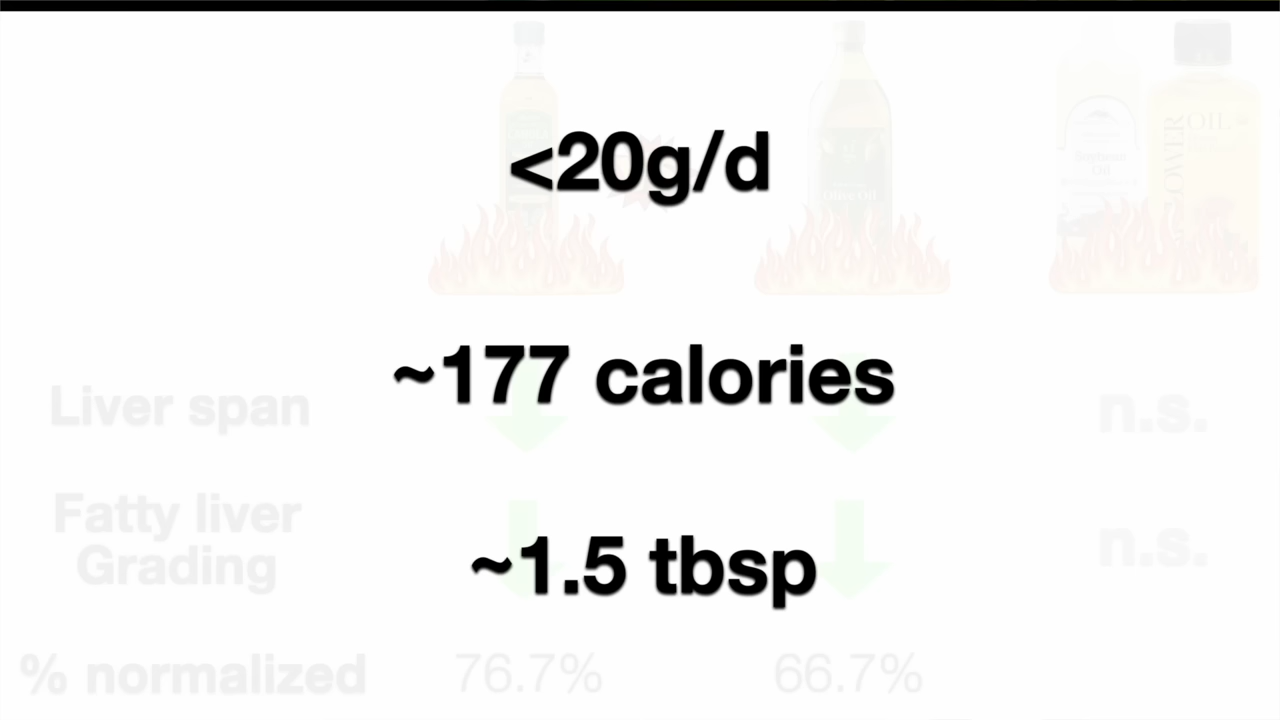 <20g/d
~177 calories
Liver span
n.s.
Fatty liver
Grading
~1.5 tbsp
n.s.
% normalized
76.7%
66.7%